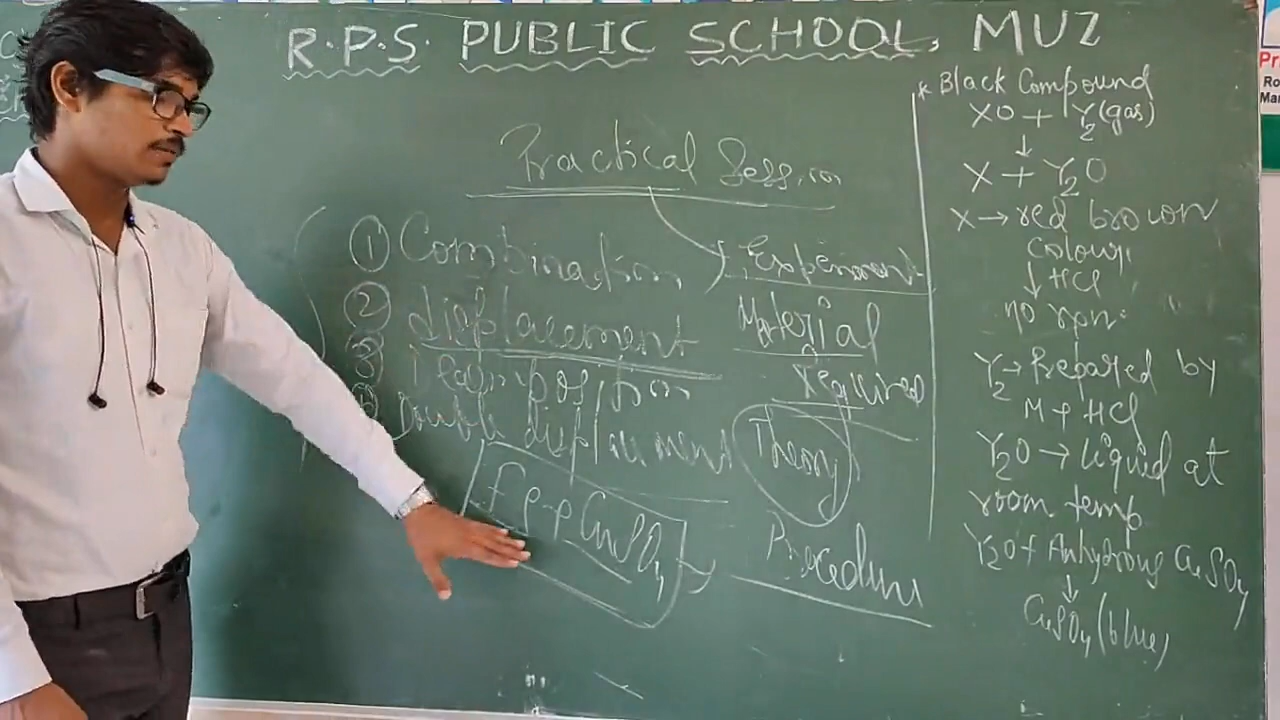 R.P.S. PUBLIC SCHOOL, MUZ
Practical Session
① Combination
② displacement
③ Decomposition
Double displacement
Fe + CuSO4
Experiment
Material
required
Theory
Procedure
* Black Compound
XO + Y2 (gas)
↓
X + Y2O
X → red brown
colour
↓ HCl
no rxn.
Y2 → Prepared by
M + HCl
Y2O → Liquid at
room temp
Y2O + Anhydrous CuSO4
↓
CuSO4 (blue)